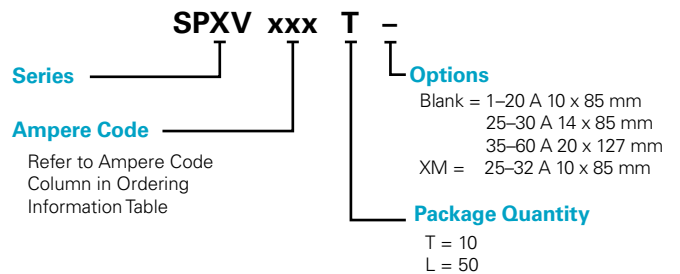 SPXV xxx T –
Series
Ampere Code
Refer to Ampere Code
Column in Ordering
Information Table
Options
Blank = 1–20 A 10 x 85 mm
25–30 A 14 x 85 mm
35–60 A 20 x 127 mm
XM = 25–32 A 10 x 85 mm
Package Quantity
T = 10
L = 50